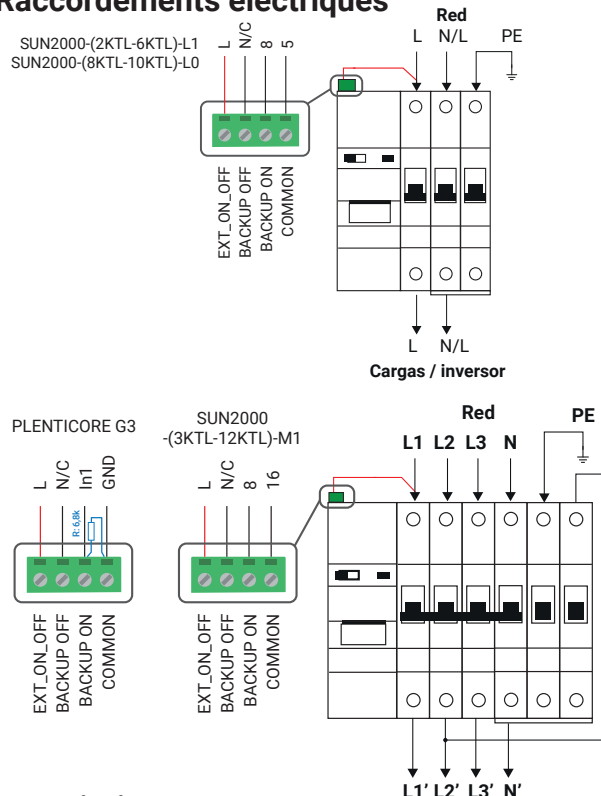 Raccordements électriques
SUN2000-(2KTL-6KTL)-L1
SUN2000-(8KTL-10KTL)-L0
L
N/C
8
5
EXT_ON_OFF
BACKUP OFF
BACKUP ON
COMMON
Red
L N/L PE
L N/L
Cargas / inversor
PLENTICORE G3
L
N/C
In1
GND
R: 6,8k
EXT_ON_OFF
BACKUP OFF
BACKUP ON
COMMON
SUN2000
-(3KTL-12KTL)-M1
L
N/C
8
16
EXT_ON_OFF
BACKUP OFF
BACKUP ON
COMMON
Red
PE
L1 L2 L3 N
L1' L2' L3' N'